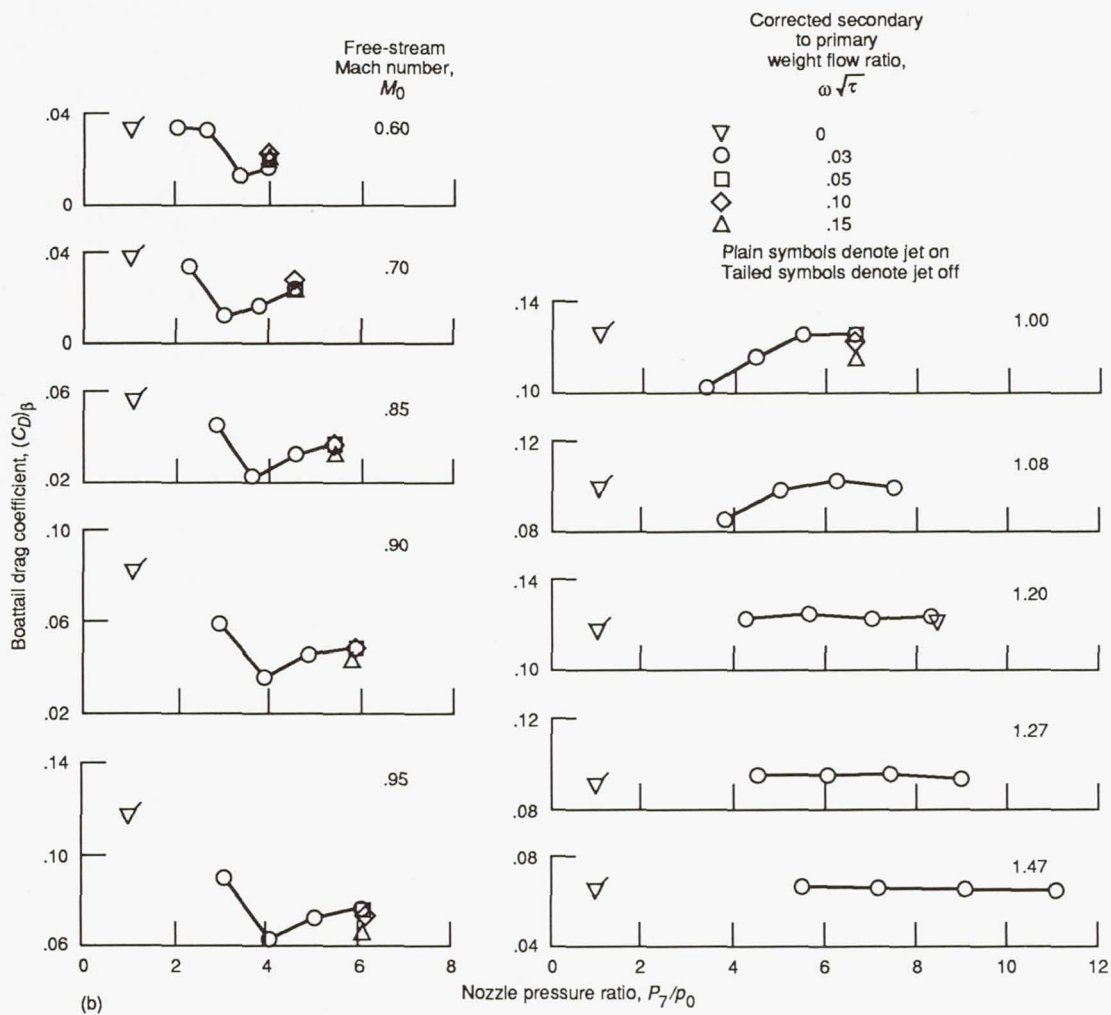 Free-stream
Mach number,
M0
Corrected secondary
to primary
weight flow ratio,
ω√τ
0
.03
.05
.10
.15
Plain symbols denote jet on
Tailed symbols denote jet off
Boattail drag coefficient, (CD)β
.04
0
0.60
.04
0
.70
.06
.02
.85
.10
.06
.02
.90
.14
.10
.06
.95
0 2 4 6 8
.14
.10
1.00
.12
.08
1.08
.14
.10
1.20
.12
.08
1.27
.08
.04
1.47
0 2 4 6 8 10 12
Nozzle pressure ratio, P7/p0
(b)